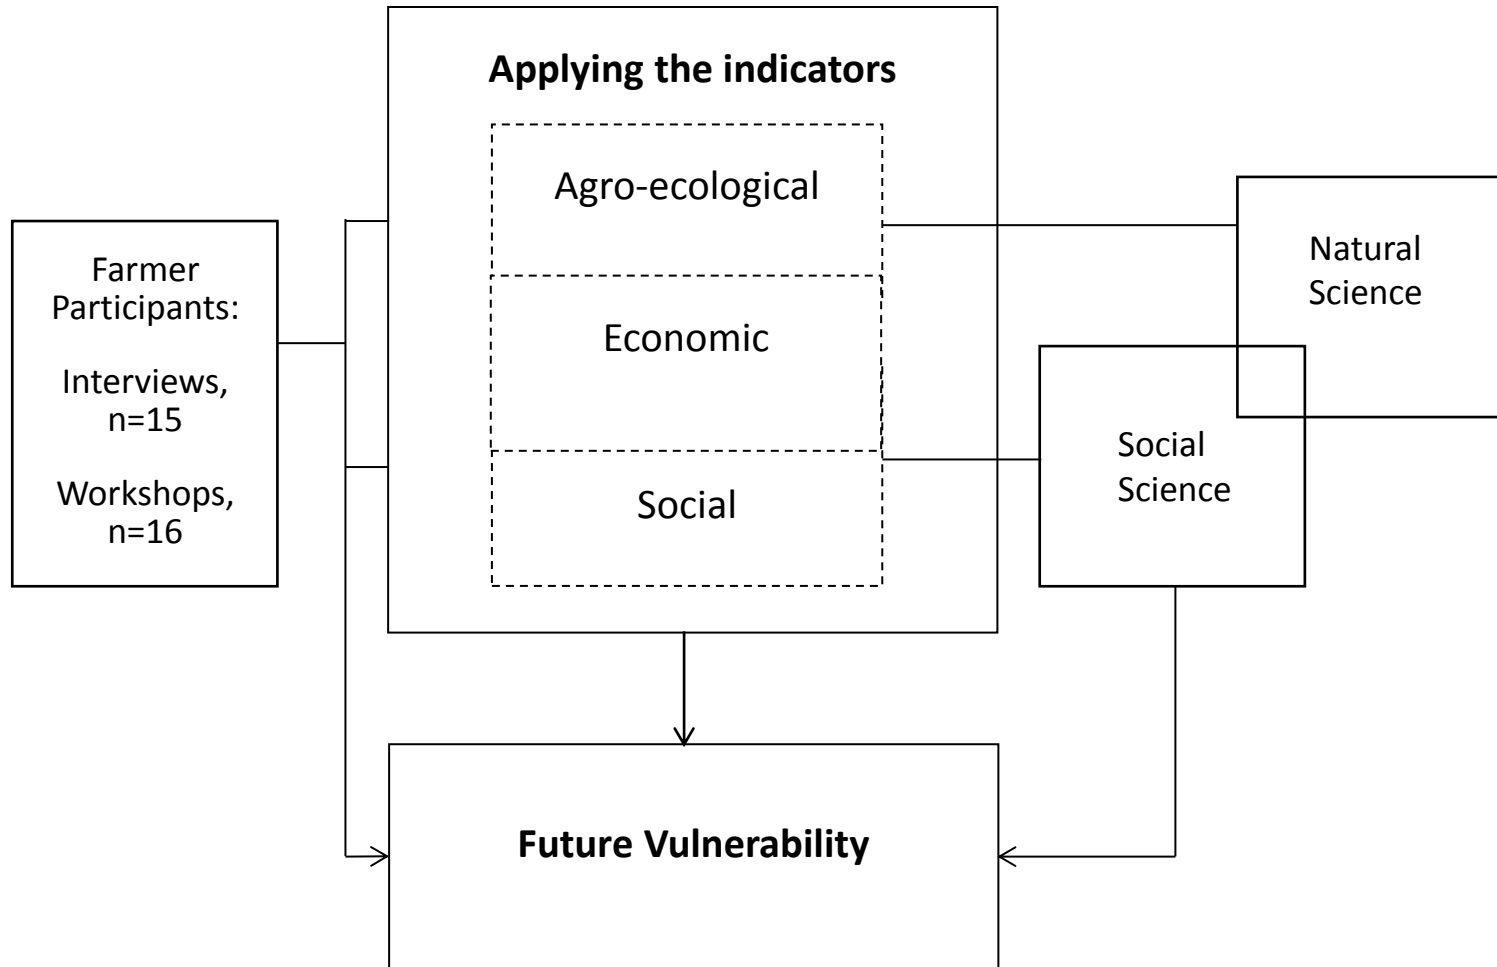 Applying the indicators
Agro-ecological
Economic
Social
Farmer
Participants:
Interviews,
n=15
Workshops,
n=16
Natural
Science
Social
Science
Future Vulnerability